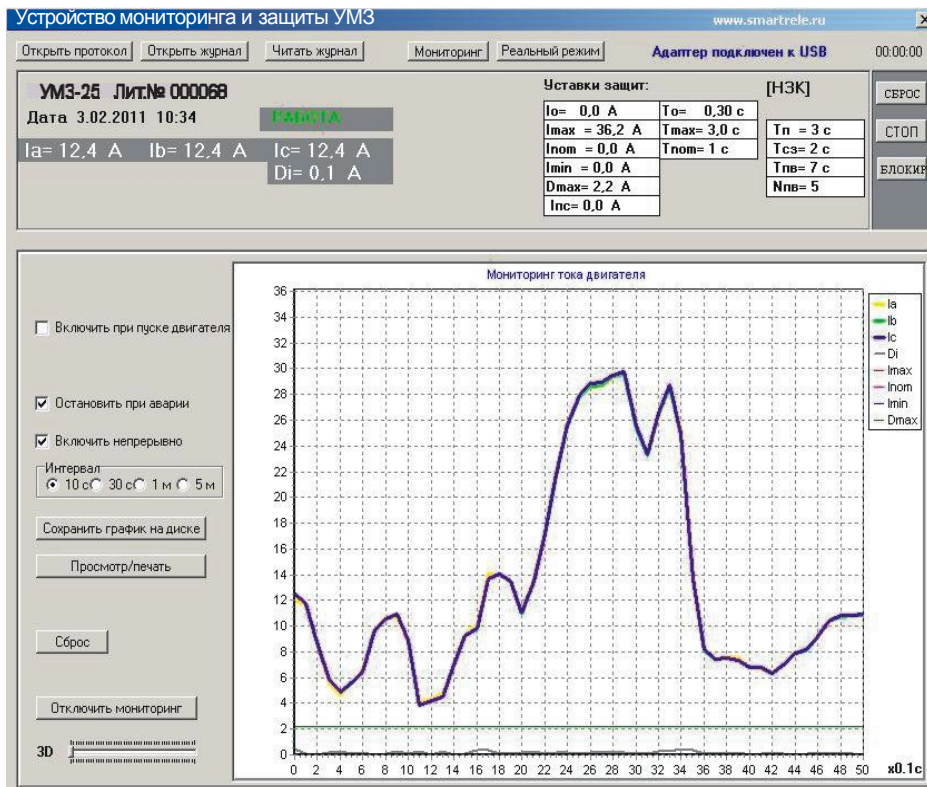 Устройство мониторинга и защиты УМЗ www.smartrele.ru
Открыть протокол Открыть журнал Читать журнал Мониторинг Реальный режим Адаптер подключен к USB 00:00:00
УМЗ-25 Лит.№ 000068
Дата 3.02.2011 10:34 РАБОТА
Ia= 12,4 A Ib= 12,4 A Ic= 12,4 A
Di= 0,1 A
Уставки защит: [НЗК]
Io= 0,0 A To= 0,30 c
Imax = 36,2 A Tmax= 3,0 c Тп = 3 с
Inom = 0,0 A Tnom= 1 c Тсз= 2 с
Imin = 0,0 A Тпв= 7 с
Dmax= 2,2 A Nпв= 5
Iпс= 0,0 A
СБРОС
СТОП
БЛОКИР
Включить при пуске двигателя
Остановить при аварии
Включить непрерывно
Интервал
10 с 30 с 1 м 5 м
Сохранить график на диске
Просмотр/печать
Сброс
Отключить мониторинг
3D
Мониторинг тока двигателя
36
34
32
30
28
26
24
22
20
18
16
14
12
10
8
6
4
2
0
0 2 4 6 8 10 12 14 16 18 20 22 24 26 28 30 32 34 36 38 40 42 44 46 48 50 x0.1c
Ia
Ib
Ic
Di
Imax
Inom
Imin
Dmax